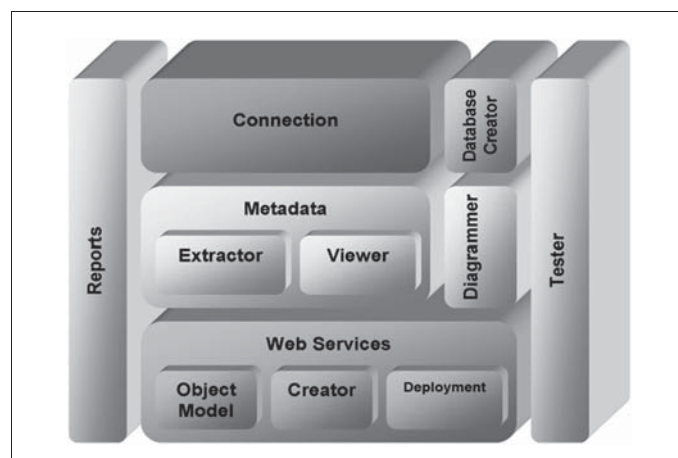 Reports
Connection
Database
Creator
Metadata
Extractor
Viewer
Diagrammer
Web Services
Object
Model
Creator
Deployment
Tester